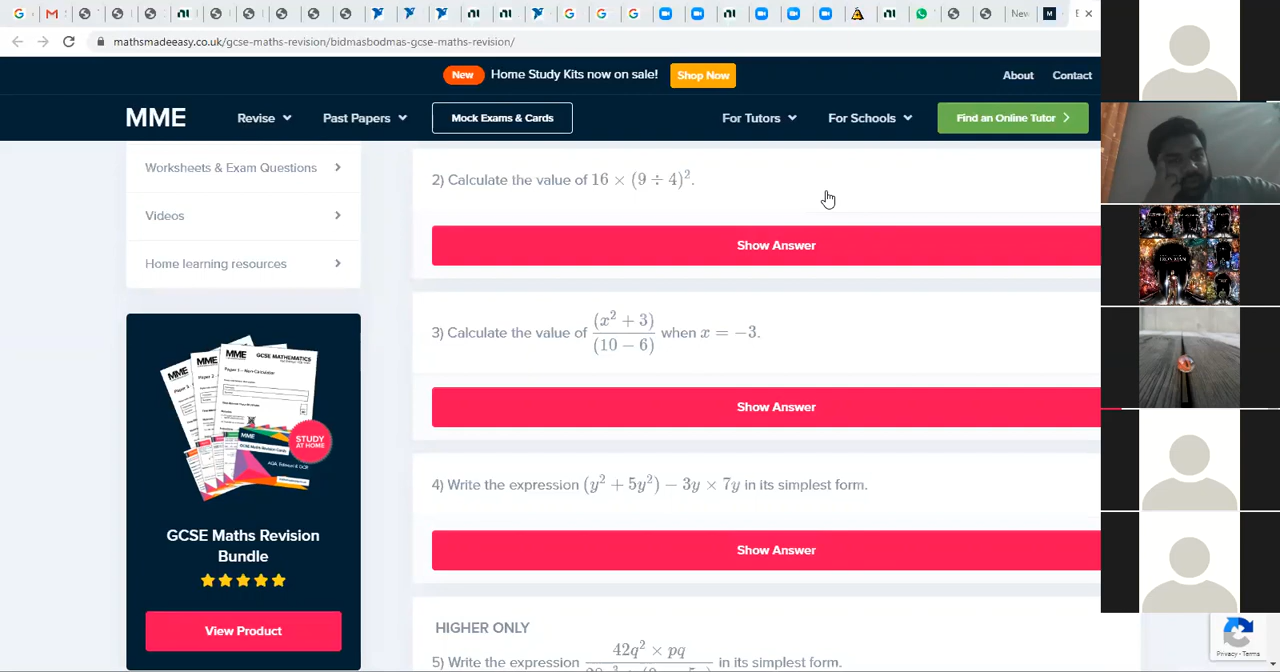 mathsmadeeasy.co.uk/gcse-maths-revision/bidmasbodmas-gcse-maths-revision/
New Home Study Kits now on sale! Shop Now
About Contact
MME Revise Past Papers Mock Exams & Cards For Tutors For Schools Find an Online Tutor
Worksheets & Exam Questions
Videos
Home learning resources
2) Calculate the value of 16 × (9 ÷ 4)².
Show Answer
3) Calculate the value of (x² + 3)/(10 − 6) when x = −3.
Show Answer
4) Write the expression (y² + 5y²) − 3y × 7y in its simplest form.
Show Answer
HIGHER ONLY
5) Write the expression 42q² × pq in its simplest form.
MME GCSE MATHEMATICS
STUDY
AT HOME
GCSE Maths Revision
Bundle
View Product
Privacy - Terms